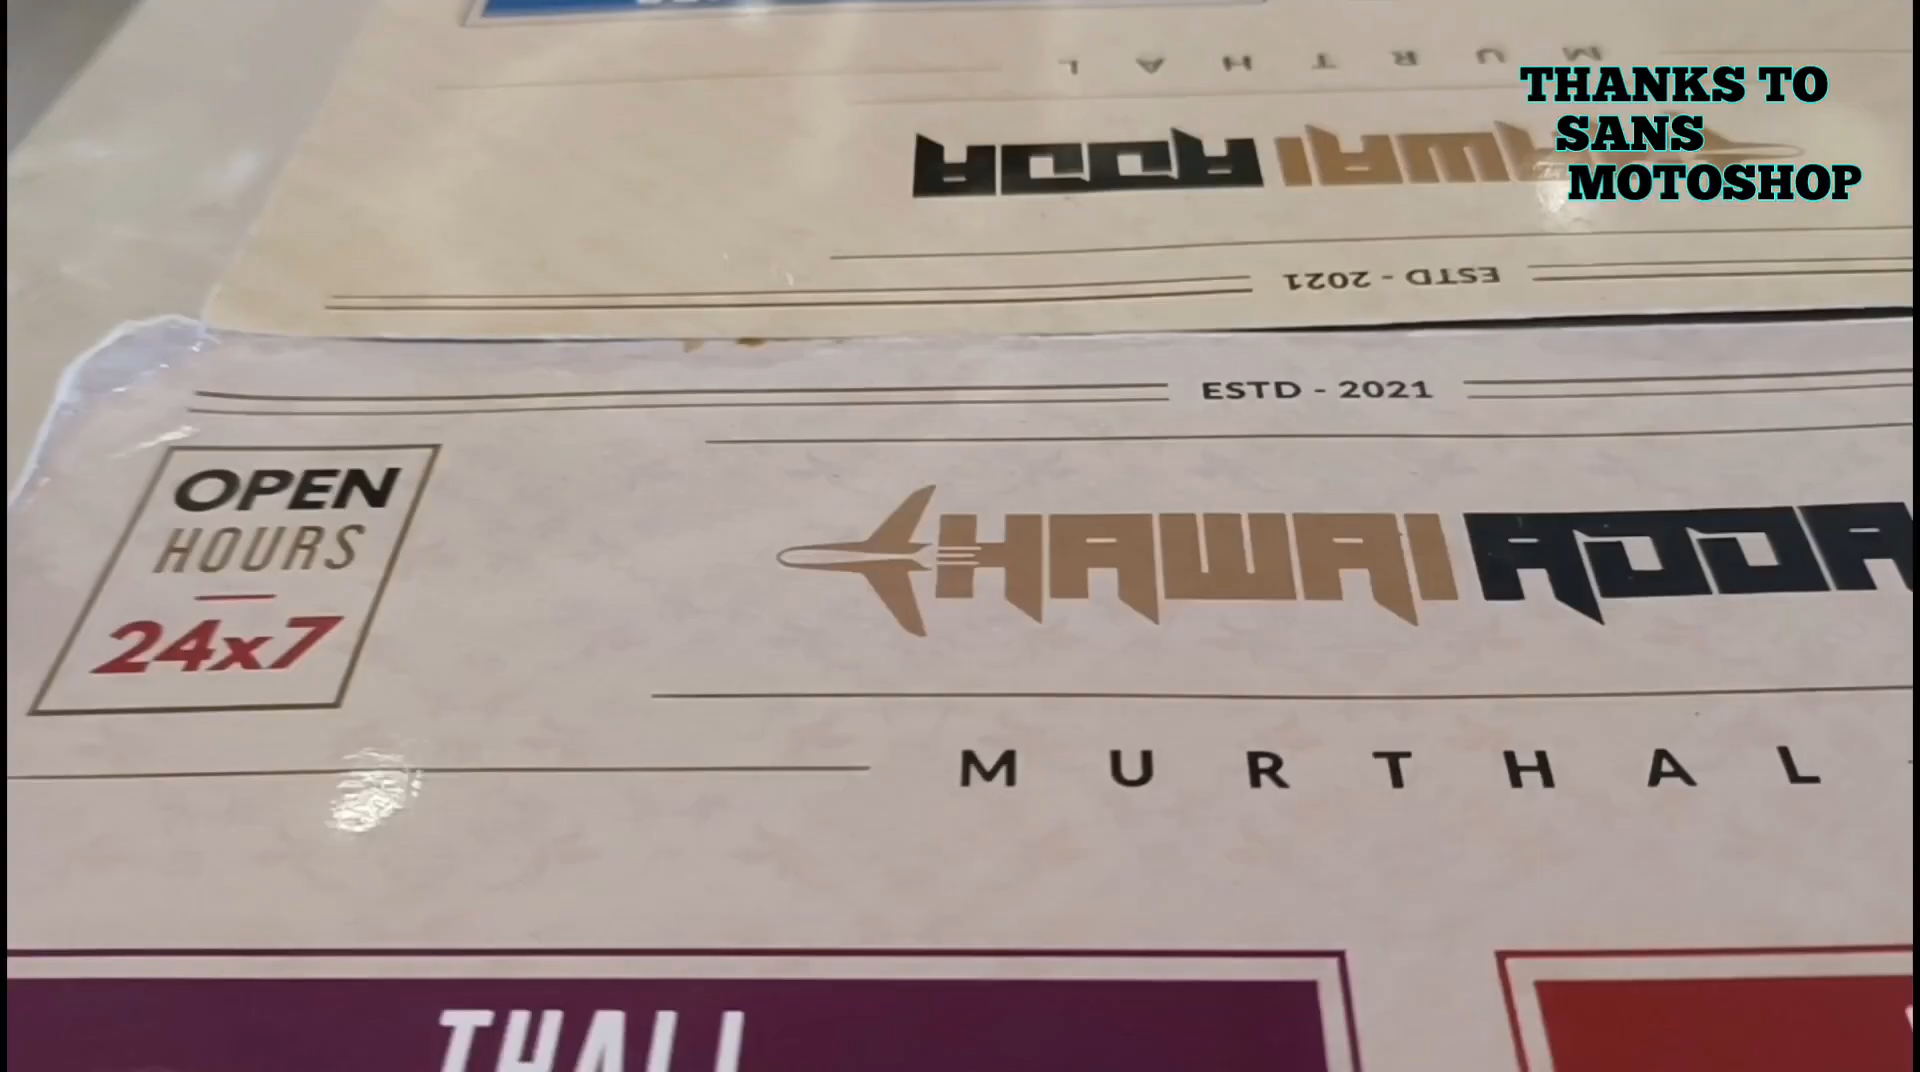 MURTHAL
HAWAI ADDA
ESTD - 2021
THANKS TO
SANS
MOTOSHOP
ESTD - 2021
OPEN
HOURS
24x7
HAWAI ADDA
MURTHAL
THALI